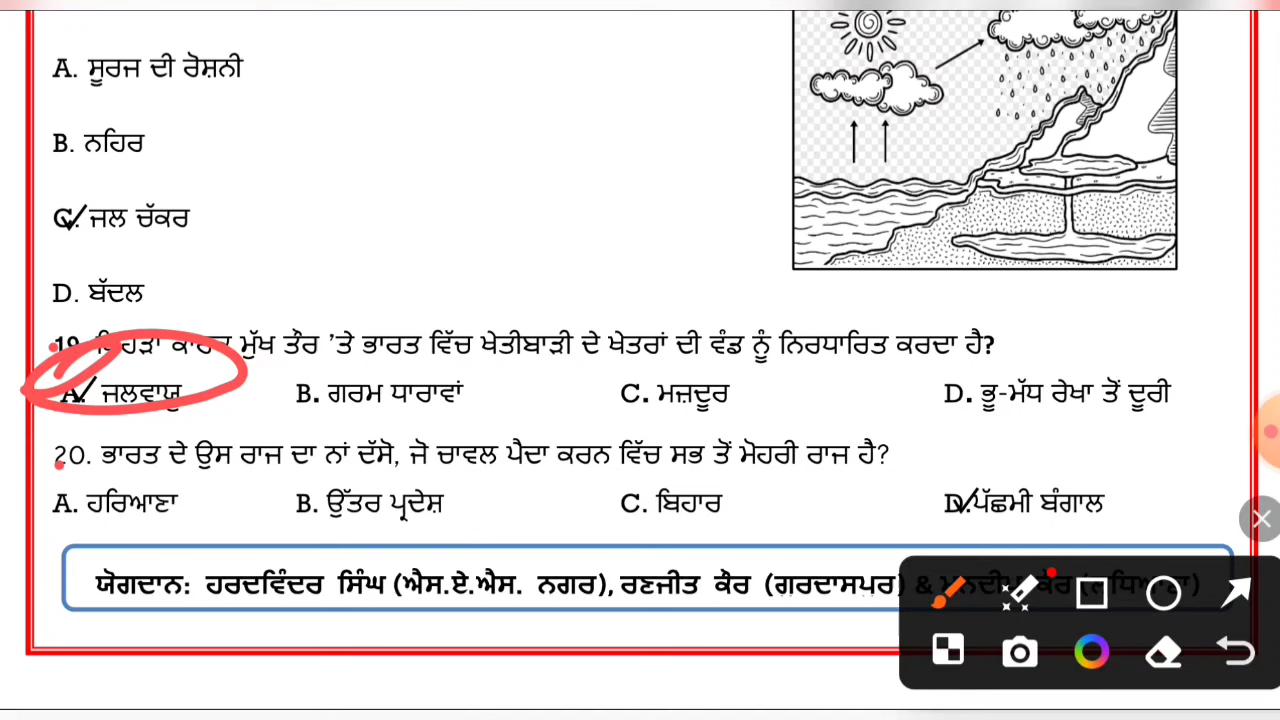 A. ਸੂਰਜ ਦੀ ਰੋਸ਼ਨੀ
B. ਨਹਿਰ
C. ਜਲ ਚੱਕਰ
D. ਬੱਦਲ
19. ਮੁੱਖ ਤੌਰ 'ਤੇ ਭਾਰਤ ਵਿੱਚ ਖੇਤੀਬਾੜੀ ਦੇ ਖੇਤਰਾਂ ਦੀ ਵੰਡ ਨੂੰ ਨਿਰਧਾਰਿਤ ਕਰਦਾ ਹੈ?
A. ਜਲਵਾਯੂ B. ਗਰਮ ਧਾਰਾਵਾਂ C. ਮਜ਼ਦੂਰ D. ਭੂ-ਮੱਧ ਰੇਖਾ ਤੋਂ ਦੂਰੀ
20. ਭਾਰਤ ਦੇ ਉਸ ਰਾਜ ਦਾ ਨਾਂ ਦੱਸੋ, ਜੋ ਚਾਵਲ ਪੈਦਾ ਕਰਨ ਵਿੱਚ ਸਭ ਤੋਂ ਮੋਹਰੀ ਰਾਜ ਹੈ?
A. ਹਰਿਆਣਾ B. ਉੱਤਰ ਪ੍ਰਦੇਸ਼ C. ਬਿਹਾਰ D. ਪੱਛਮੀ ਬੰਗਾਲ
ਯੋਗਦਾਨ: ਹਰਦਵਿੰਦਰ ਸਿੰਘ (ਐਸ.ਏ.ਐਸ. ਨਗਰ), ਰਣਜੀਤ ਕੌਰ (ਗੁਰਦਾਸਪੁਰ) &